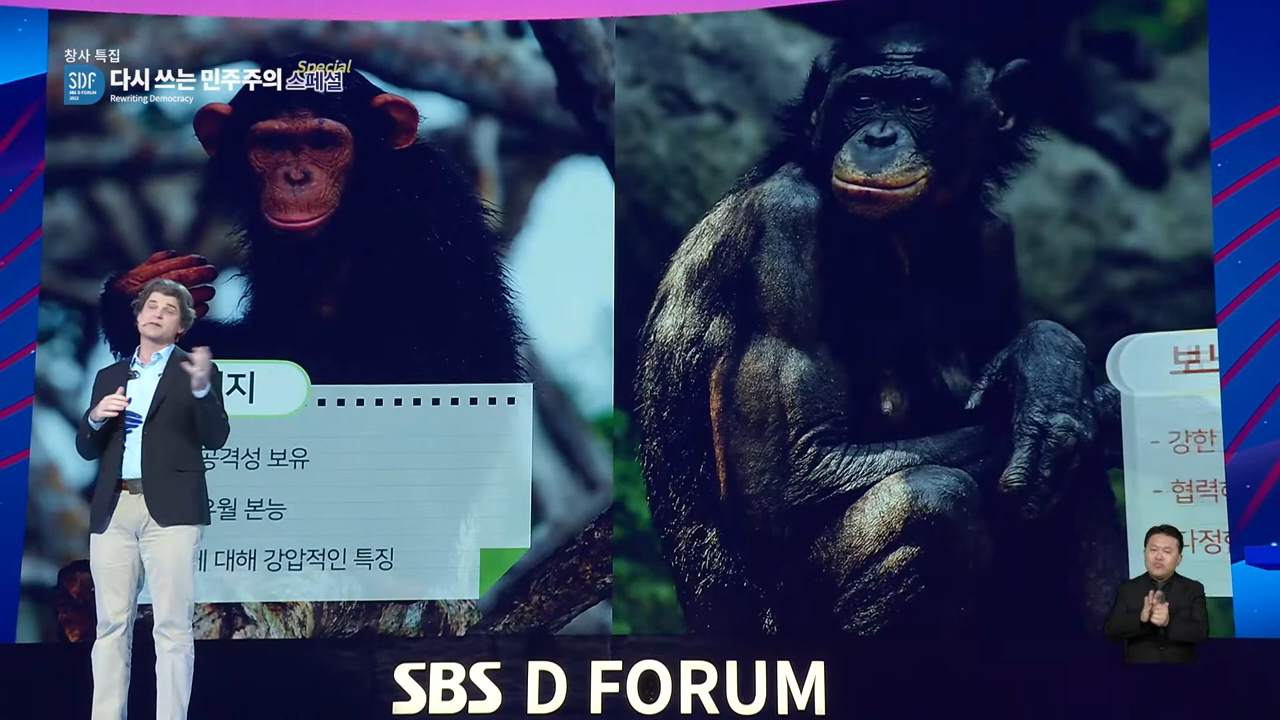 창사 특집
SDF
SBS D FORUM
2022
다시 쓰는 민주주의 스페셜
Special
Rewriting Democracy
지
공격성 보유
우월 본능
에 대해 강압적인 특징
보노
- 강한
- 협력
다정한
SBS D FORUM